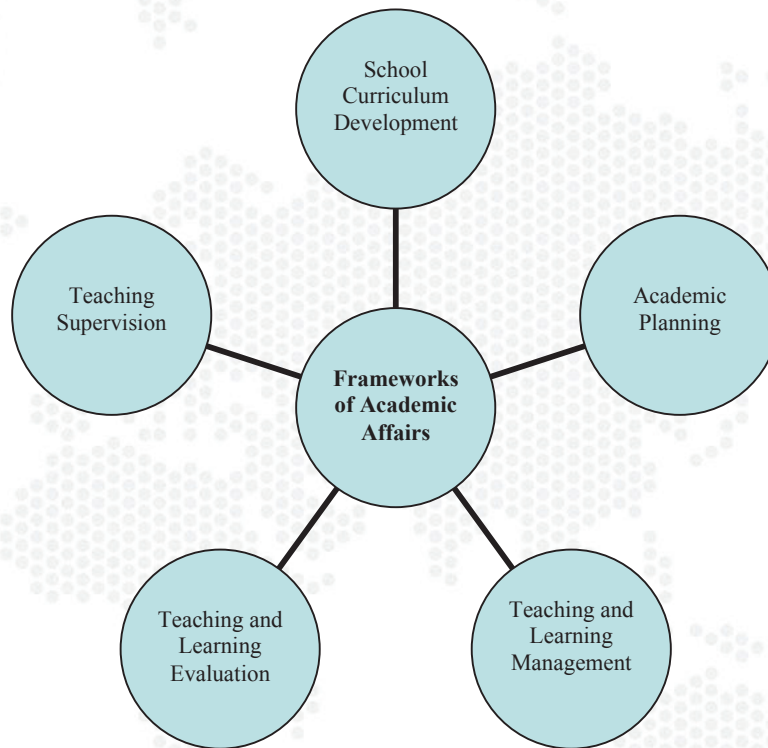 School
Curriculum
Development
Teaching
Supervision
Academic
Planning
Frameworks
of Academic
Affairs
Teaching and
Learning
Evaluation
Teaching and
Learning
Management